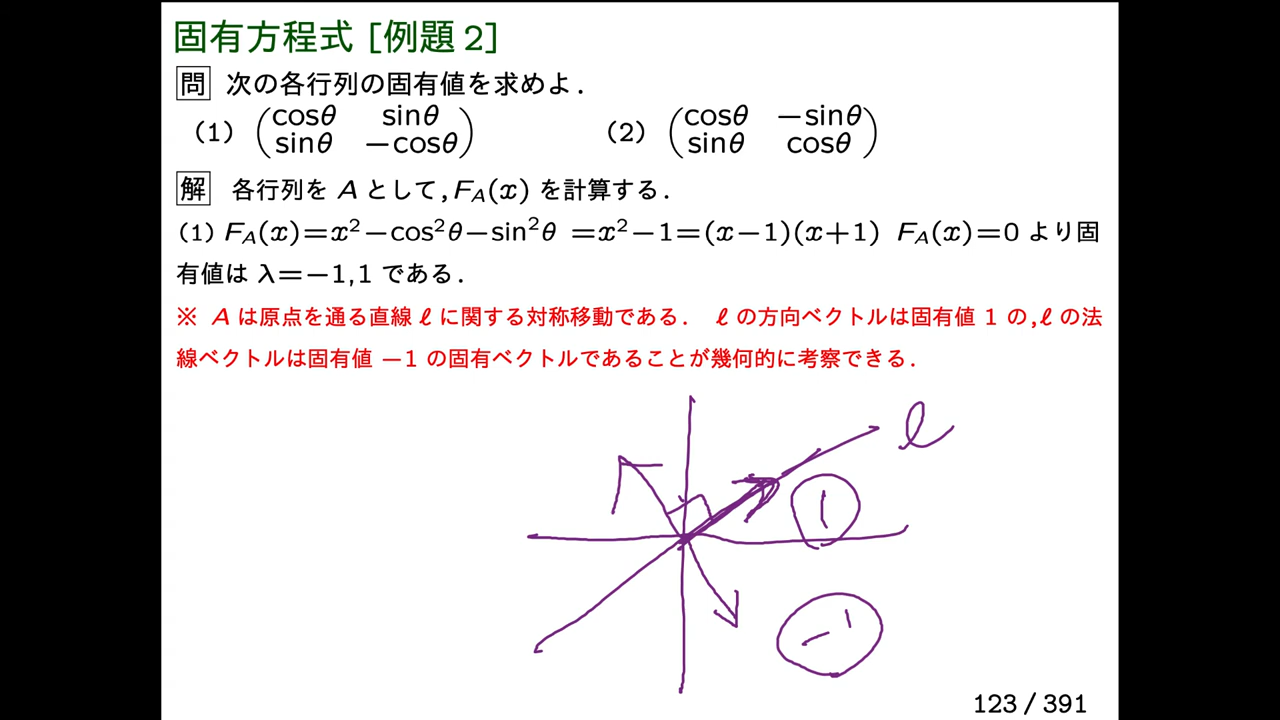 固有方程式 [例題2]
問 次の各行列の固有値を求めよ．
(1) (cosθ sinθ
sinθ −cosθ)
(2) (cosθ −sinθ
sinθ cosθ)
解 各行列を A として, F_A(x) を計算する．
(1) F_A(x)=x²−cos²θ−sin²θ =x²−1=(x−1)(x+1) F_A(x)=0 より固
有値は λ=−1,1 である．
※ A は原点を通る直線 ℓ に関する対称移動である． ℓ の方向ベクトルは固有値 1 の, ℓ の法
線ベクトルは固有値 −1 の固有ベクトルであることが幾何的に考察できる．
ℓ
1
−1
123 / 391